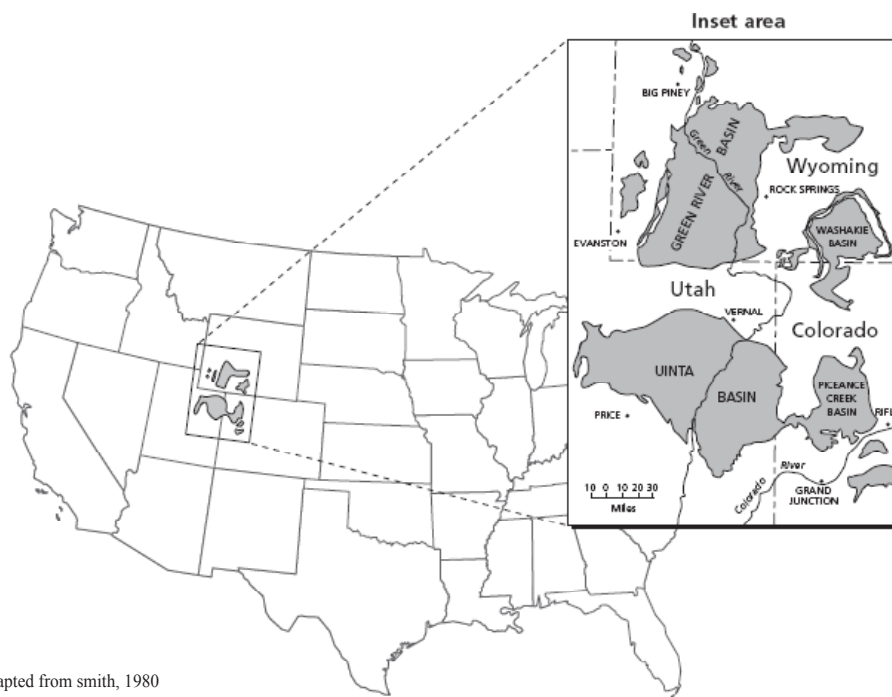 Inset area
BIG PINEY
Green
River
GREEN RIVER
BASIN
Wyoming
ROCK SPRINGS
EVANSTON
WASHAKIE
BASIN
Utah
VERNAL
Colorado
UINTA
BASIN
PICEANCE
CREEK
BASIN
PRICE
RIFL
10 0 10 20 30
Miles
Colorado
River
GRAND
JUNCTION
apted from smith, 1980